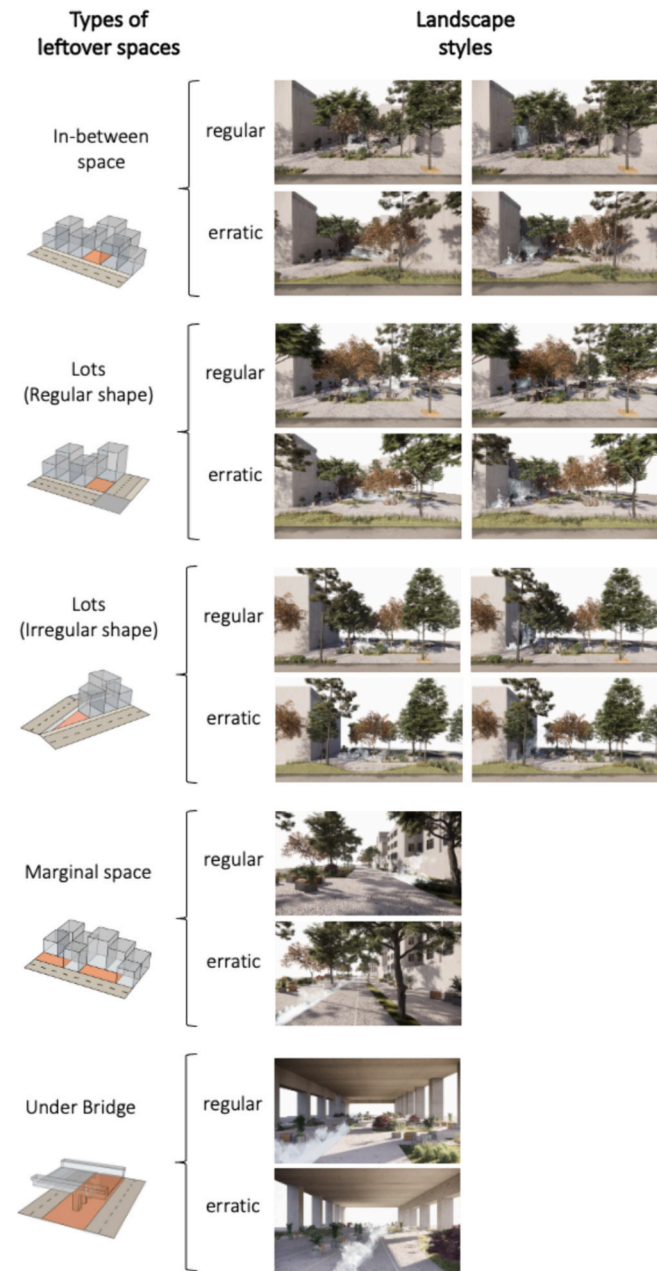 Types of
leftover spaces
Landscape
styles
In-between
space
regular
erratic
Lots
(Regular shape)
regular
erratic
Lots
(Irregular shape)
regular
erratic
Marginal space
regular
erratic
Under Bridge
regular
erratic